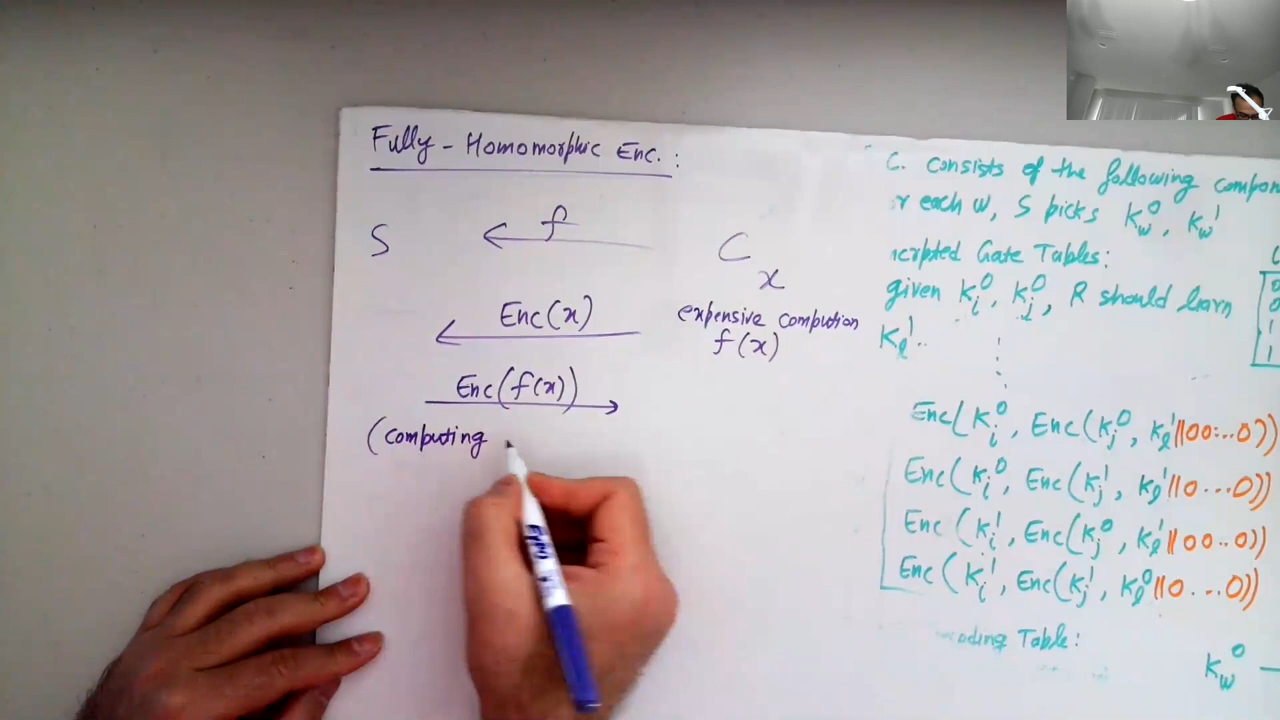 Fully - Homomorphic Enc. :
S
f
C
x
Enc(x)
expensive compution
f(x)
Enc(f(x))
(computing
C. consists of the following compon
r each w, S picks K_w^0, K_w^1
crypted Gate Tables:
given K_i^0, K_j^0, R should learn
K_l^1..
Enc(K_i^0, Enc(K_j^0, K_l^1||00...0))
Enc(K_i^0, Enc(K_j^1, K_l^1||0...0))
Enc(K_i^1, Enc(K_j^0, K_l^1||00..0))
Enc(K_i^1, Enc(K_j^1, K_l^0||0...0))
oding Table:
K_w^0